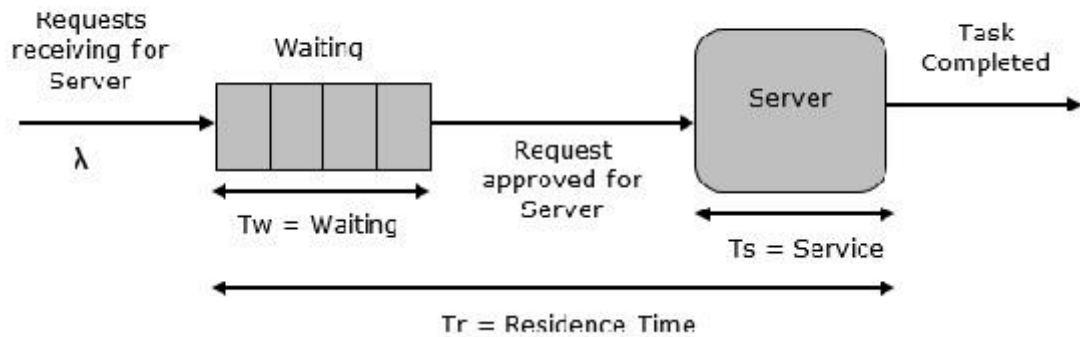 Requests
receiving for
Server
λ
Waiting
Tw = Waiting
Request
approved for
Server
Server
Ts = Service
Task
Completed
Tr = Residence Time